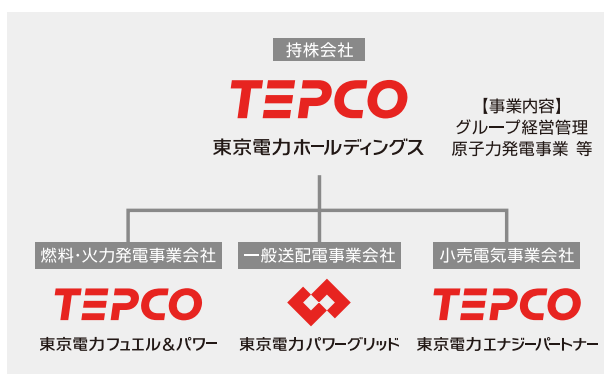 持株会社
TEPCO
東京電力ホールディングス
【事業内容】
グループ経営管理
原子力発電事業 等
燃料・火力発電事業会社
TEPCO
東京電力フュエル&パワー
一般送配電事業会社
東京電力パワーグリッド
小売電気事業会社
TEPCO
東京電力エナジーパートナー